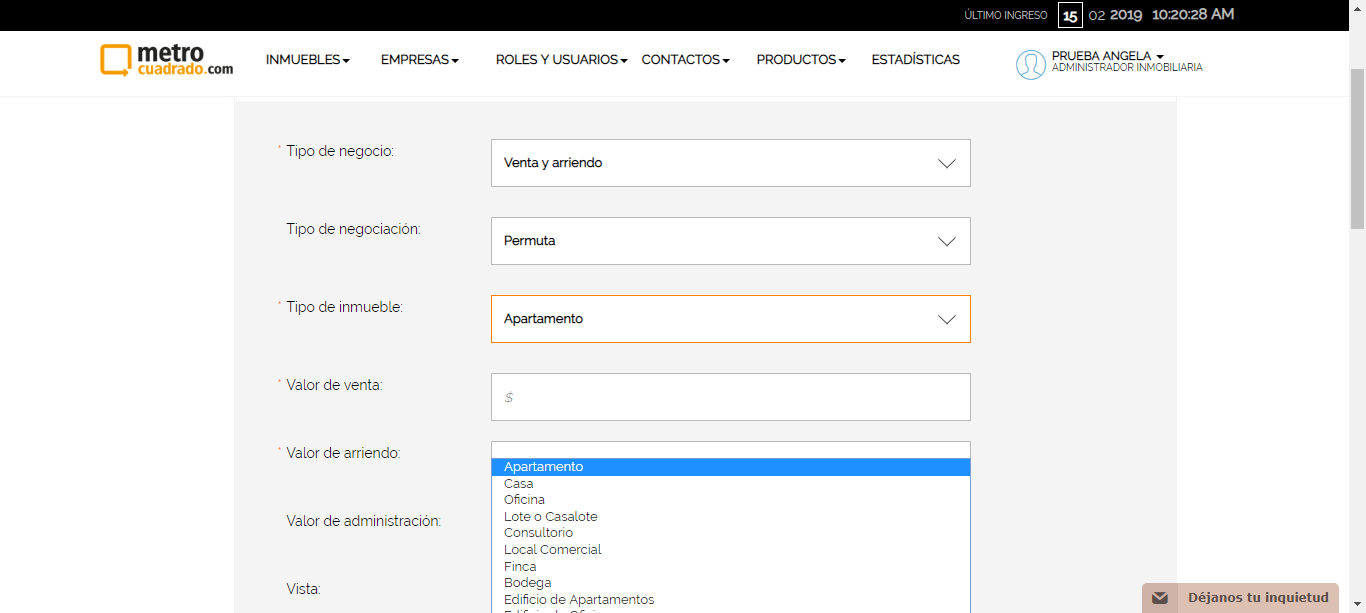 ÚLTIMO INGRESO 15 02 2019 10:20:28 AM
metro
cuadrado.com
INMUEBLES EMPRESAS ROLES Y USUARIOS CONTACTOS PRODUCTOS ESTADÍSTICAS
PRUEBA ANGELA
ADMINISTRADOR INMOBILIARIA
* Tipo de negocio:
Venta y arriendo
Tipo de negociación:
Permuta
* Tipo de inmueble:
Apartamento
* Valor de venta:
$
* Valor de arriendo:
Apartamento
Casa
Oficina
Lote o Casalote
Valor de administración:
Consultorio
Local Comercial
Finca
Bodega
Vista:
Edificio de Apartamentos
Déjanos tu inquietud